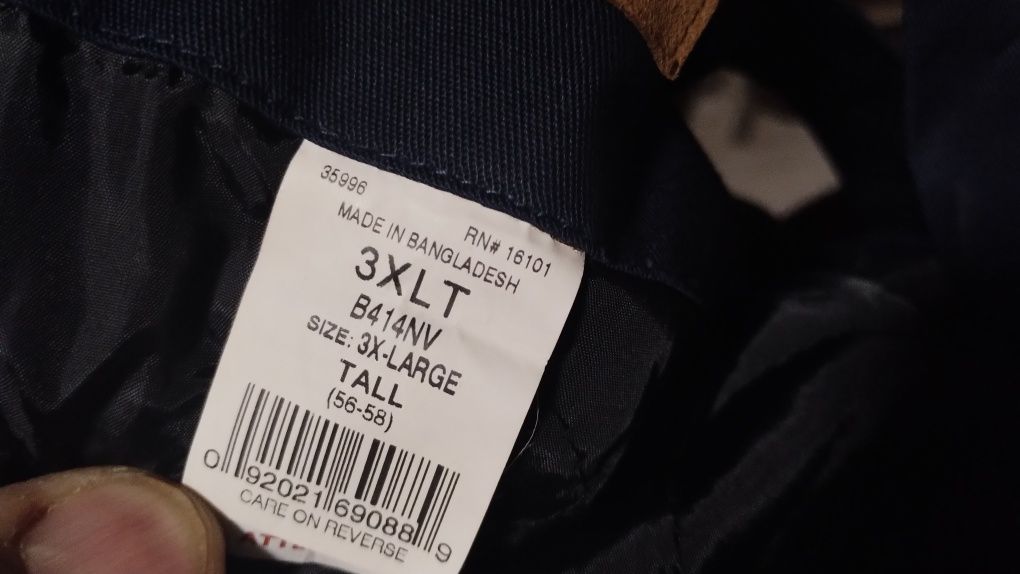 35996
RN# 16101
MADE IN BANGLADESH
3XLT
B414NV
SIZE: 3X-LARGE
TALL
(56-58)
0 92021 69088 9
CARE ON REVERSE